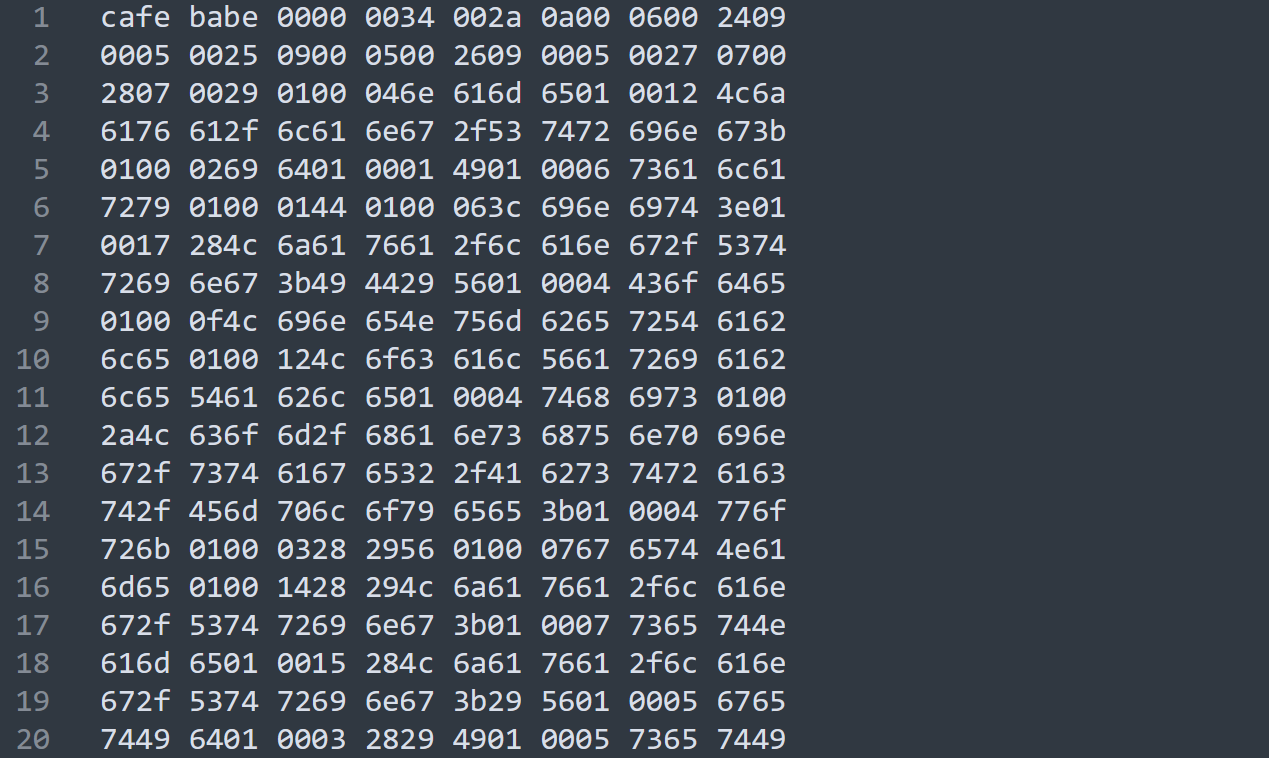 1 cafe babe 0000 0034 002a 0a00 0600 2409
2 0005 0025 0900 0500 2609 0005 0027 0700
3 2807 0029 0100 046e 616d 6501 0012 4c6a
4 6176 612f 6c61 6e67 2f53 7472 696e 673b
5 0100 0269 6401 0001 4901 0006 7361 6c61
6 7279 0100 0144 0100 063c 696e 6974 3e01
7 0017 284c 6a61 7661 2f6c 616e 672f 5374
8 7269 6e67 3b49 4429 5601 0004 436f 6465
9 0100 0f4c 696e 654e 756d 6265 7254 6162
10 6c65 0100 124c 6f63 616c 5661 7269 6162
11 6c65 5461 626c 6501 0004 7468 6973 0100
12 2a4c 636f 6d2f 6861 6e73 6875 6e70 696e
13 672f 7374 6167 6532 2f41 6273 7472 6163
14 742f 456d 706c 6f79 6565 3b01 0004 776f
15 726b 0100 0328 2956 0100 0767 6574 4e61
16 6d65 0100 1428 294c 6a61 7661 2f6c 616e
17 672f 5374 7269 6e67 3b01 0007 7365 744e
18 616d 6501 0015 284c 6a61 7661 2f6c 616e
19 672f 5374 7269 6e67 3b29 5601 0005 6765
20 7449 6401 0003 2829 4901 0005 7365 7449